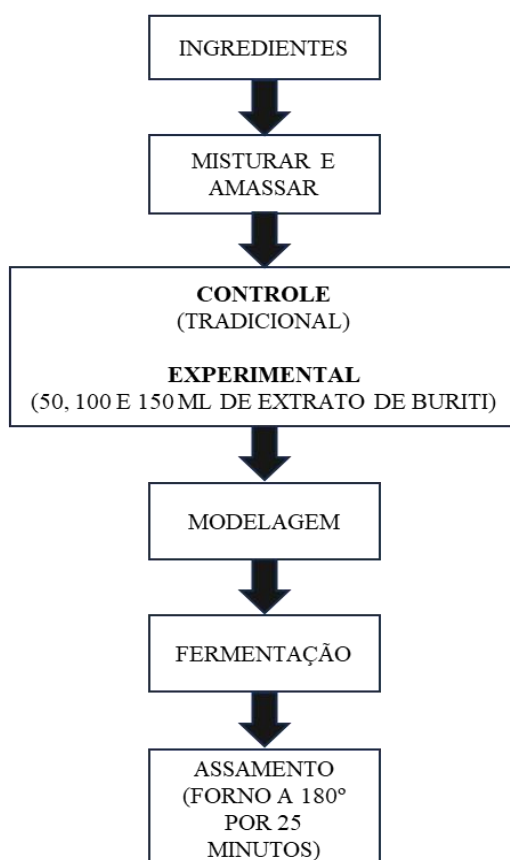 INGREDIENTES
MISTURAR E
AMASSAR
CONTROLE
(TRADICIONAL)
EXPERIMENTAL
(50, 100 E 150 ML DE EXTRATO DE BURITI)
MODELAGEM
FERMENTAÇÃO
ASSAMENTO
(FORNO A 180º
POR 25
MINUTOS)